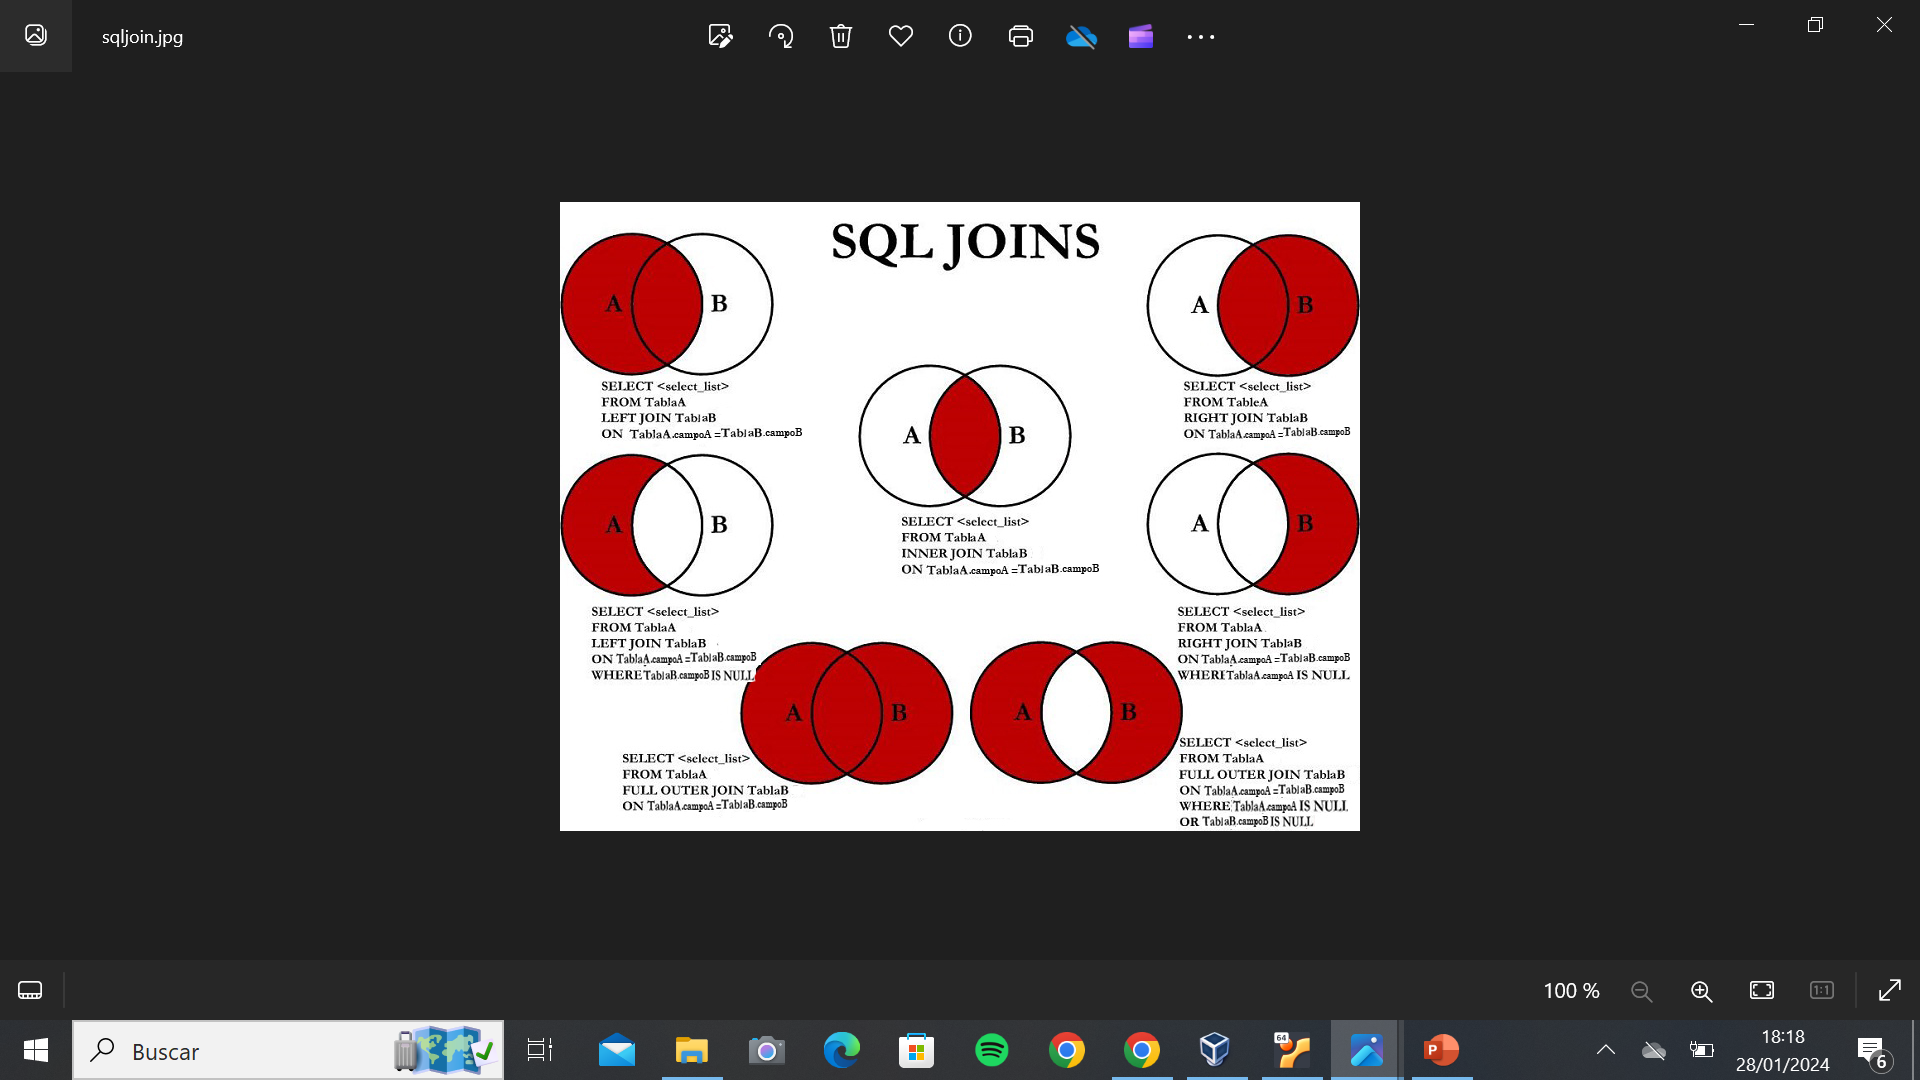 sqljoin.jpg
SQL JOINS
A B
SELECT <select_list>
FROM TablaA
LEFT JOIN TablaB
ON TablaA.campoA =TablaB.campoB
A B
SELECT <select_list>
FROM TableA
RIGHT JOIN TablaB
ON TablaA.campoA =TablaB.campoB
A B
SELECT <select_list>
FROM TablaA
INNER JOIN TablaB
ON TablaA.campoA =TablaB.campoB
A B
SELECT <select_list>
FROM TablaA
LEFT JOIN TablaB
ON TablaA.campoA =TablaB.campoB
WHERE TablaB.campoB IS NULL
A B
SELECT <select_list>
FROM TablaA
RIGHT JOIN TablaB
ON TablaA.campoA =TablaB.campoB
WHERE TablaA.campoA IS NULL
A B
SELECT <select_list>
FROM TablaA
FULL OUTER JOIN TablaB
ON TablaA.campoA =TablaB.campoB
A B
SELECT <select_list>
FROM TablaA
FULL OUTER JOIN TablaB
ON TablaA.campoA =TablaB.campoB
WHERE TablaA.campoA IS NULL
OR TablaB.campoB IS NULL
100 %
1:1
Buscar
64
P
18:18
28/01/2024
6